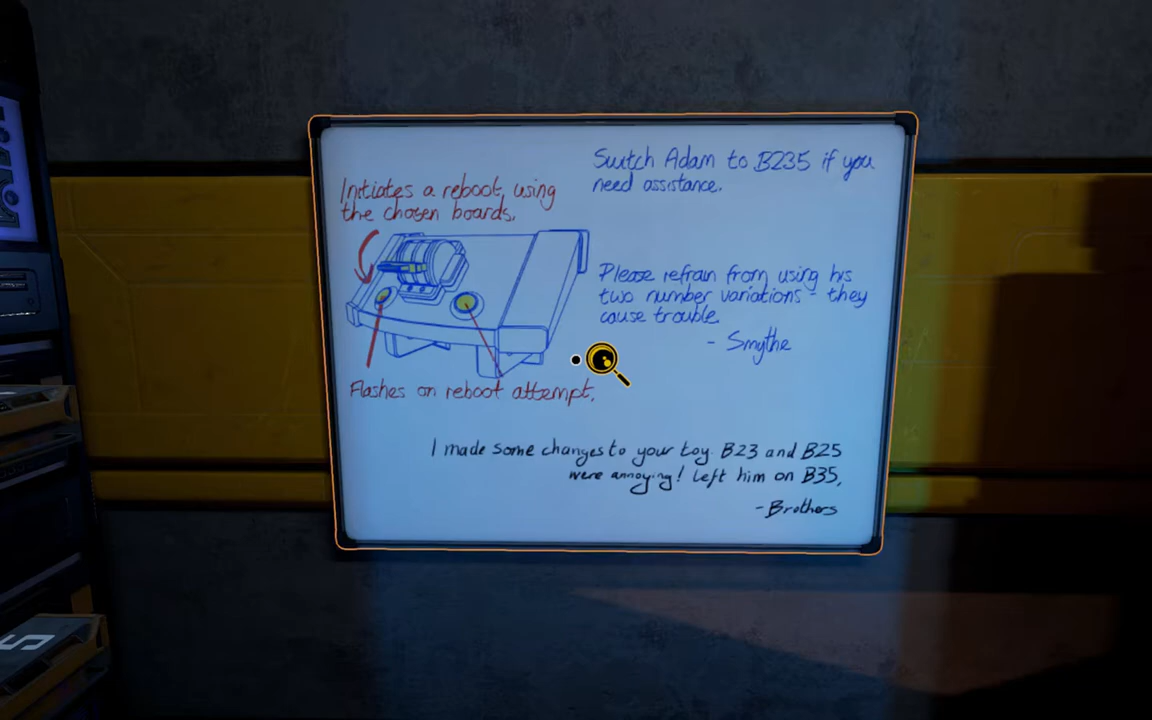 Switch Adam to B235 if you
need assistance.
Initiates a reboot, using
the chosen boards.
Please refrain from using his
two number variations - they
cause trouble.
- Smythe
Flashes on reboot attempt.
I made some changes to your toy. B23 and B25
were annoying! Left him on B35,
- Brothers
5